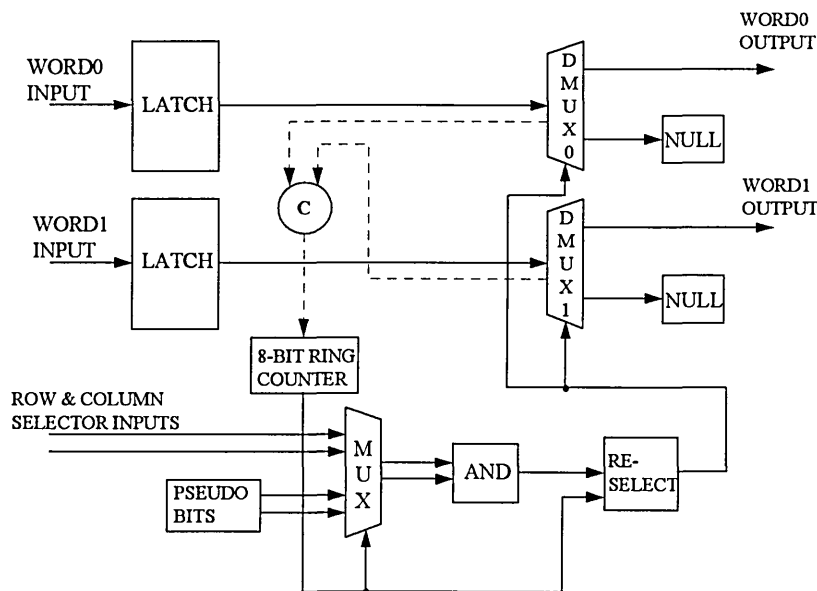 WORD0
OUTPUT
WORD0
INPUT
LATCH
D
M
U
X
0
NULL
WORD1
OUTPUT
C
WORD1
INPUT
LATCH
D
M
U
X
1
NULL
8-BIT RING
COUNTER
ROW & COLUMN
SELECTOR INPUTS
M
U
X
AND
RE-
SELECT
PSEUDO
BITS